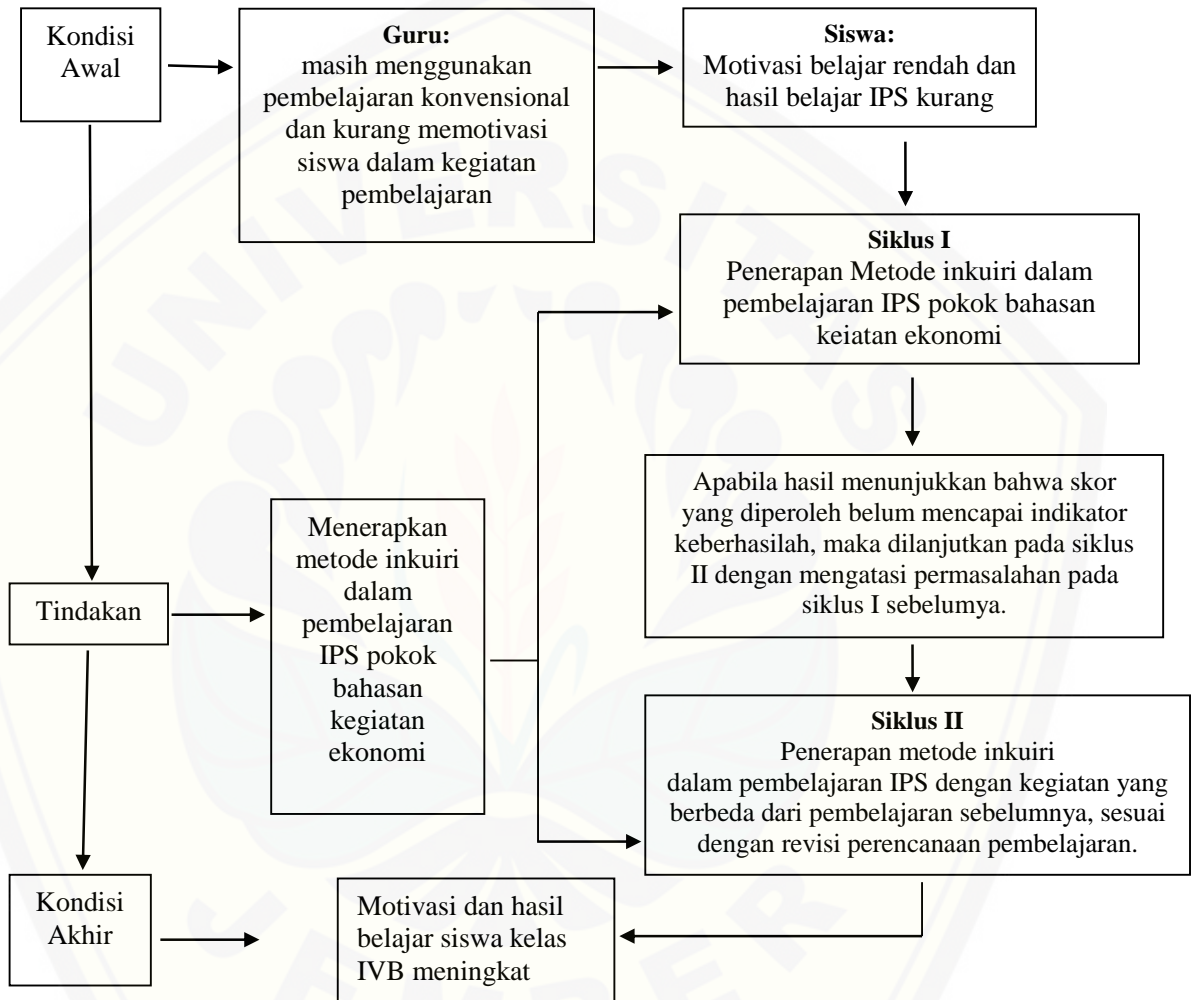 Kondisi
Awal
Guru:
masih menggunakan
pembelajaran konvensional
dan kurang memotivasi
siswa dalam kegiatan
pembelajaran
Siswa:
Motivasi belajar rendah dan
hasil belajar IPS kurang
Siklus I
Penerapan Metode inkuiri dalam
pembelajaran IPS pokok bahasan
keiatan ekonomi
Apabila hasil menunjukkan bahwa skor
yang diperoleh belum mencapai indikator
keberhasilah, maka dilanjutkan pada siklus
II dengan mengatasi permasalahan pada
siklus I sebelumya.
Tindakan
Menerapkan
metode inkuiri
dalam
pembelajaran
IPS pokok
bahasan
kegiatan
ekonomi
Siklus II
Penerapan metode inkuiri
dalam pembelajaran IPS dengan kegiatan yang
berbeda dari pembelajaran sebelumnya, sesuai
dengan revisi perencanaan pembelajaran.
Kondisi
Akhir
Motivasi dan hasil
belajar siswa kelas
IVB meningkat
UNIVERSITAS
JEMBER